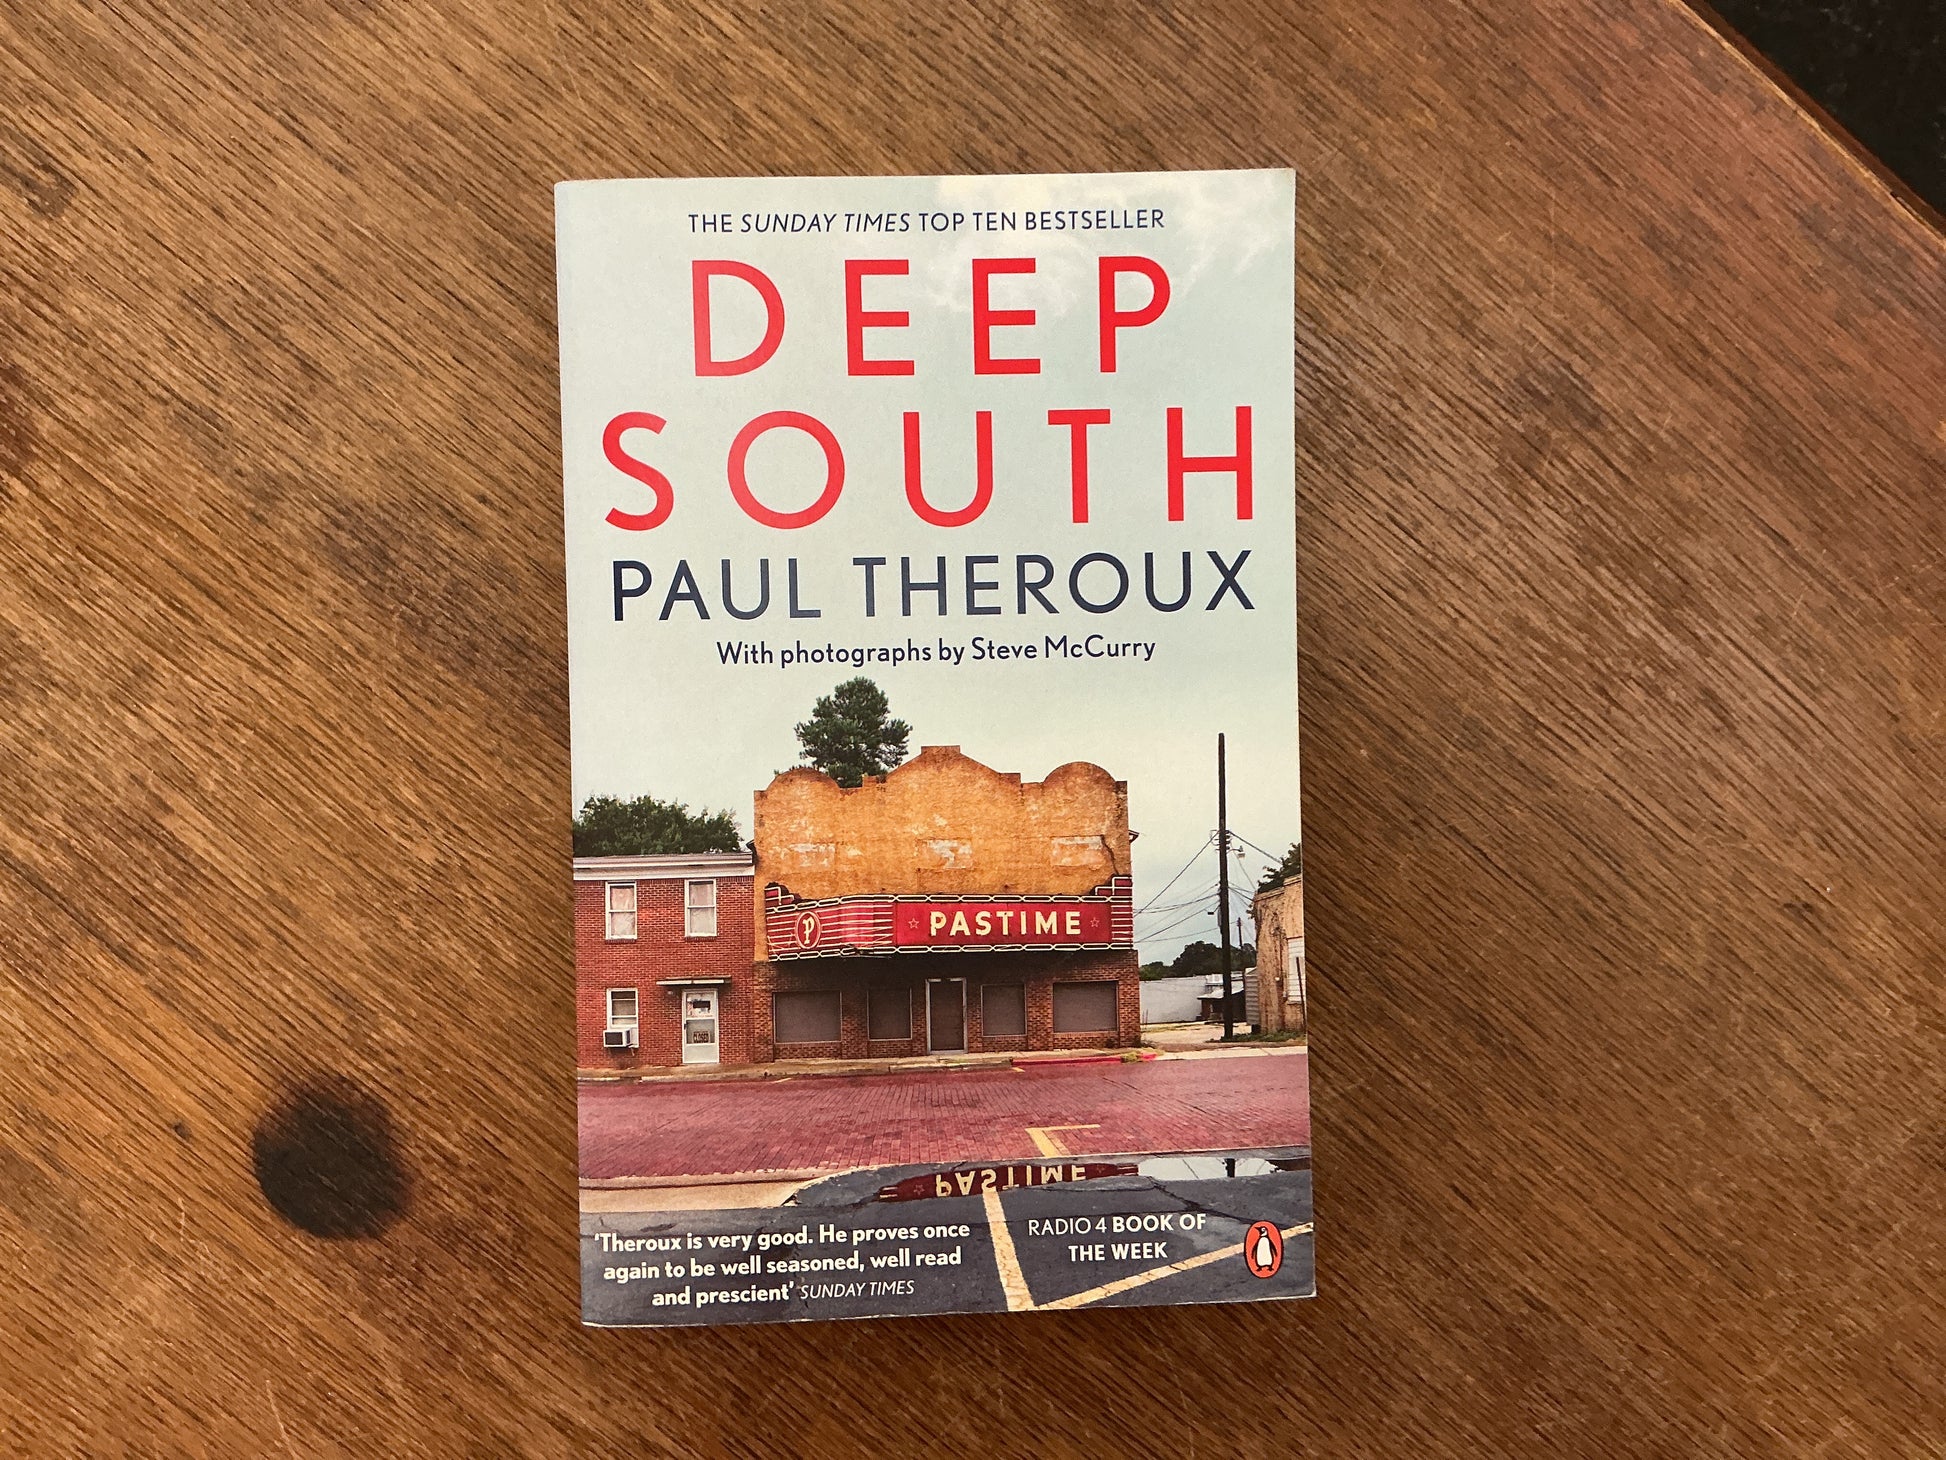 THE SUNDAY TIMES TOP TEN BESTSELLER
DEEP
SOUTH
PAUL THEROUX
With photographs by Steve McCurry
P
PASTIME
CLOSED
PASTIME
'Theroux is very good. He proves once
again to be well seasoned, well read
and prescient' SUNDAY TIMES
RADIO 4 BOOK OF
THE WEEK